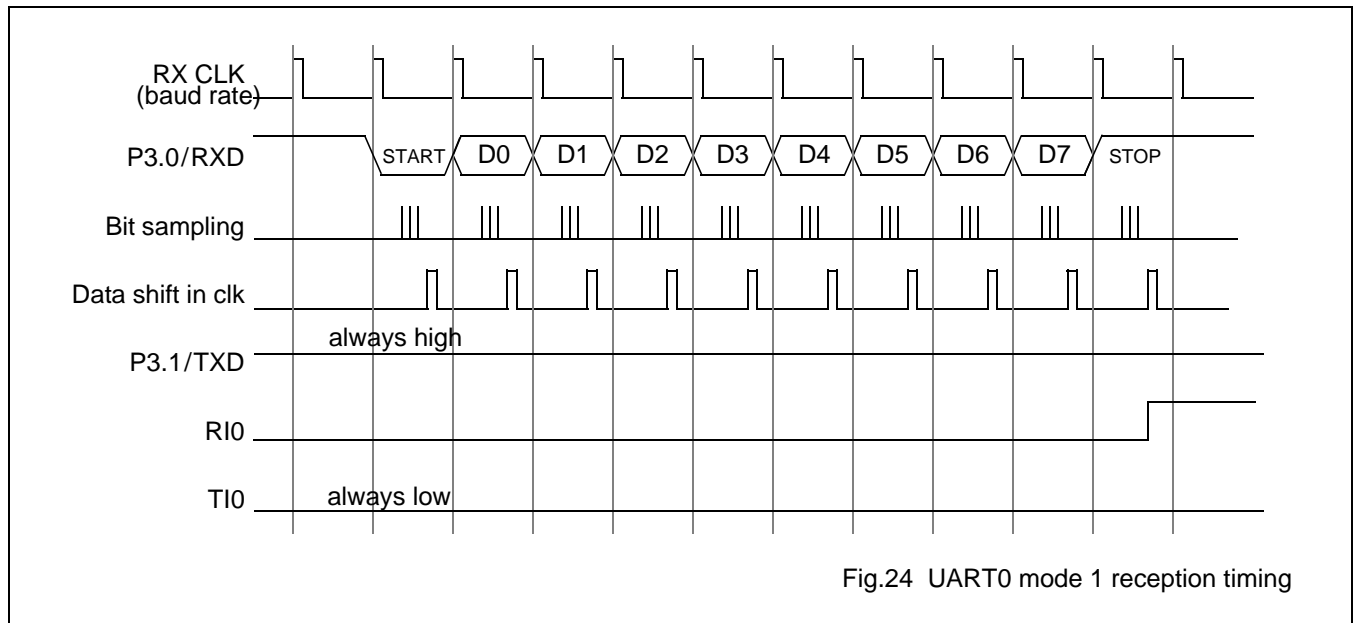 RX CLK
(baud rate)
P3.0/RXD
START D0 D1 D2 D3 D4 D5 D6 D7 STOP
Bit sampling
Data shift in clk
always high
P3.1/TXD
RI0
TI0
always low
Fig.24 UART0 mode 1 reception timing